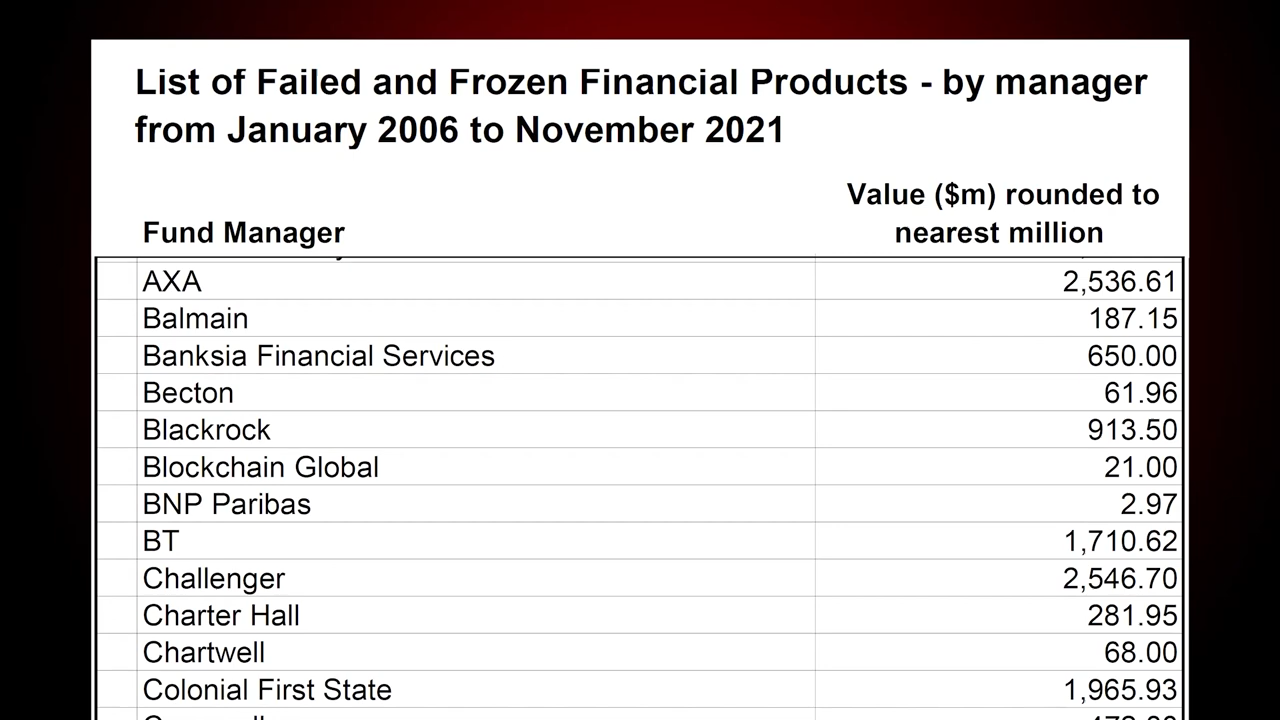 List of Failed and Frozen Financial Products - by manager
from January 2006 to November 2021
Value ($m) rounded to
Fund Manager nearest million
AXA 2,536.61
Balmain 187.15
Banksia Financial Services 650.00
Becton 61.96
Blackrock 913.50
Blockchain Global 21.00
BNP Paribas 2.97
BT 1,710.62
Challenger 2,546.70
Charter Hall 281.95
Chartwell 68.00
Colonial First State 1,965.93